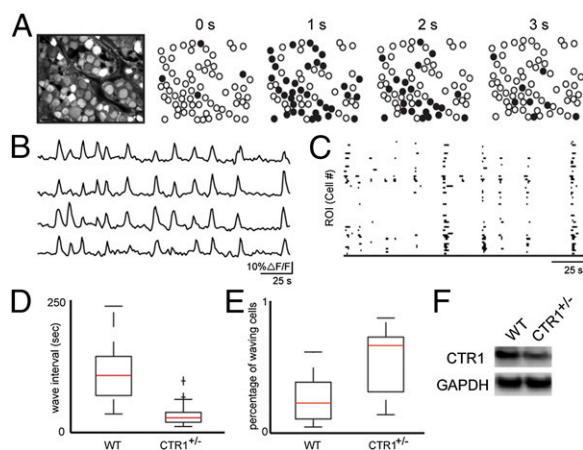 A
0 s
1 s
2 s
3 s
B
10%△F/F
25 s
C
ROI (Cell #)
25 s
D
250
wave interval (sec)
0
WT
CTR1+/-
E
1
percentage of waving cells
0
WT
CTR1+/-
F
WT
CTR1+/-
CTR1
GAPDH